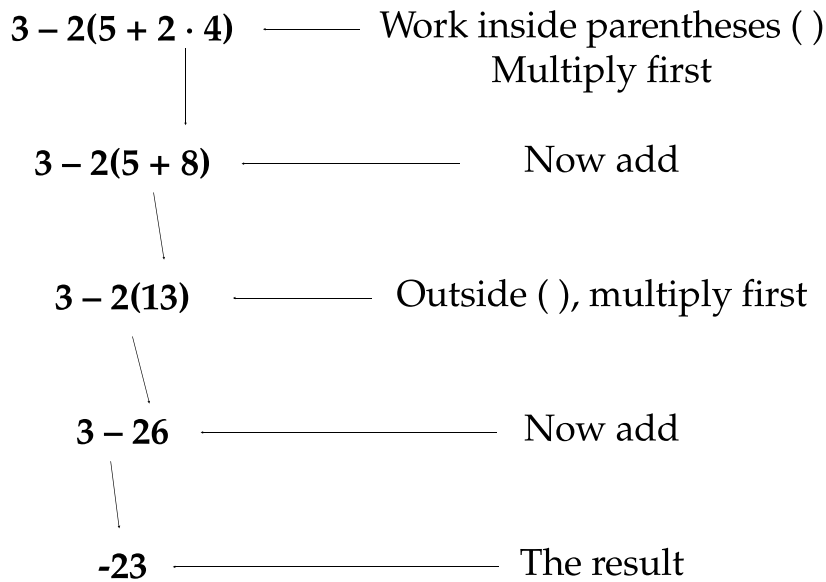 3 – 2(5 + 2 · 4)
Work inside parentheses ( )
Multiply first
3 – 2(5 + 8)
Now add
3 – 2(13)
Outside ( ), multiply first
3 – 26
Now add
-23
The result